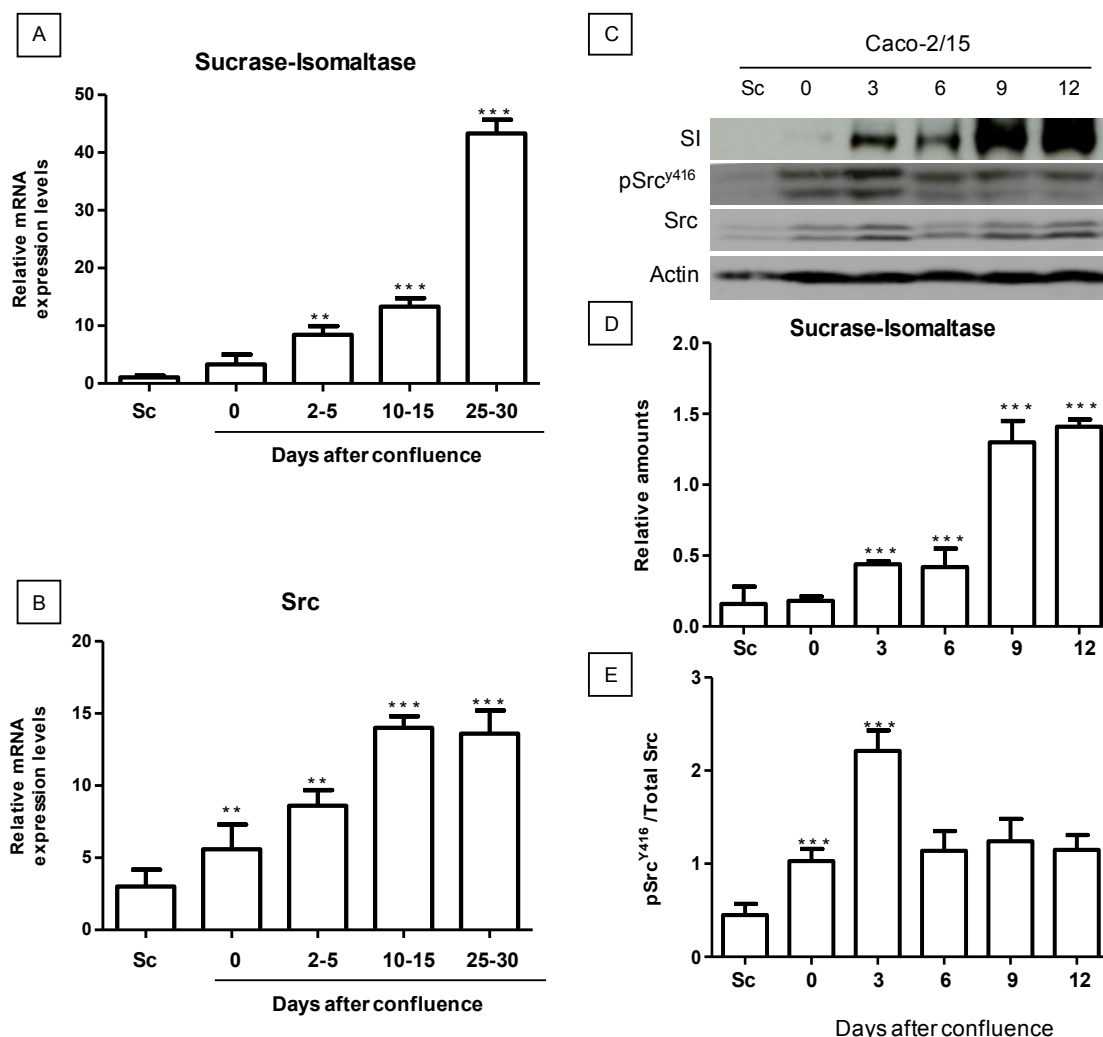 A
Sucrase-Isomaltase
Relative mRNA
expression levels
50
40
30
20
10
0
**
***
***
Sc 0 2-5 10-15 25-30
Days after confluence
B
Src
Relative mRNA
expression levels
20
15
10
5
0
**
**
***
***
Sc 0 2-5 10-15 25-30
Days after confluence
C
Caco-2/15
Sc 0 3 6 9 12
SI
pSrcʸ⁴¹⁶
Src
Actin
D
Sucrase-Isomaltase
Relative amounts
2.0
1.5
1.0
0.5
0.0
***
***
***
***
Sc 0 3 6 9 12
E
pSrcʸ⁴¹⁶/Total Src
3
2
1
0
***
***
Sc 0 3 6 9 12
Days after confluence